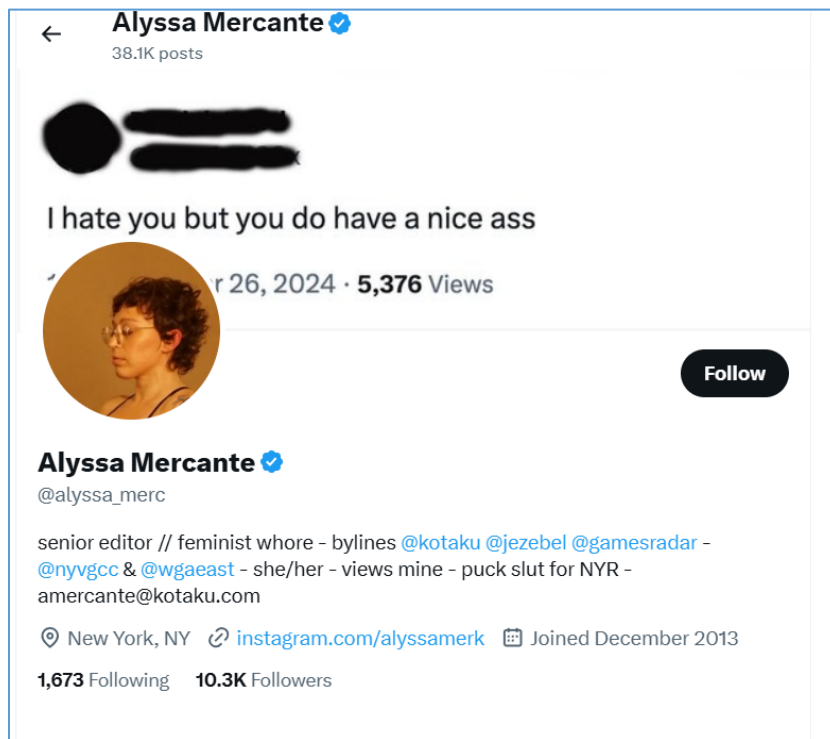 Alyssa Mercante
38.1K posts
I hate you but you do have a nice ass
26, 2024 · 5,376 Views
Follow
Alyssa Mercante
@alyssa_merc
senior editor // feminist whore - bylines @kotaku @jezebel @gamesradar -
@nyvgcc & @wgaeast - she/her - views mine - puck slut for NYR -
amercante@kotaku.com
New York, NY instagram.com/alyssamerk Joined December 2013
1,673 Following 10.3K Followers